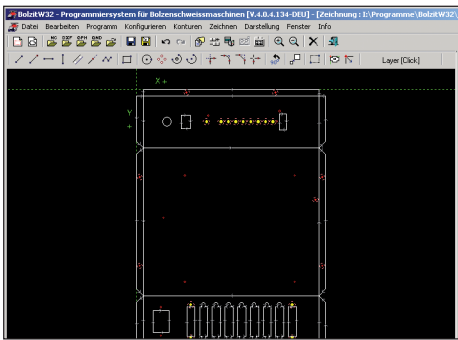 BolzitW32 - Programmiersystem für Bolzenschweissmaschinen [V.4.0.4.134-DEU] - [Zeichnung : I:\Programme\BolzitW32\
Datei Bearbeiten Programm Konfigurieren Konturen Zeichnen Darstellung Fenster Info
NC DXF GPH GND
Layer [Click]
X +
Y
+